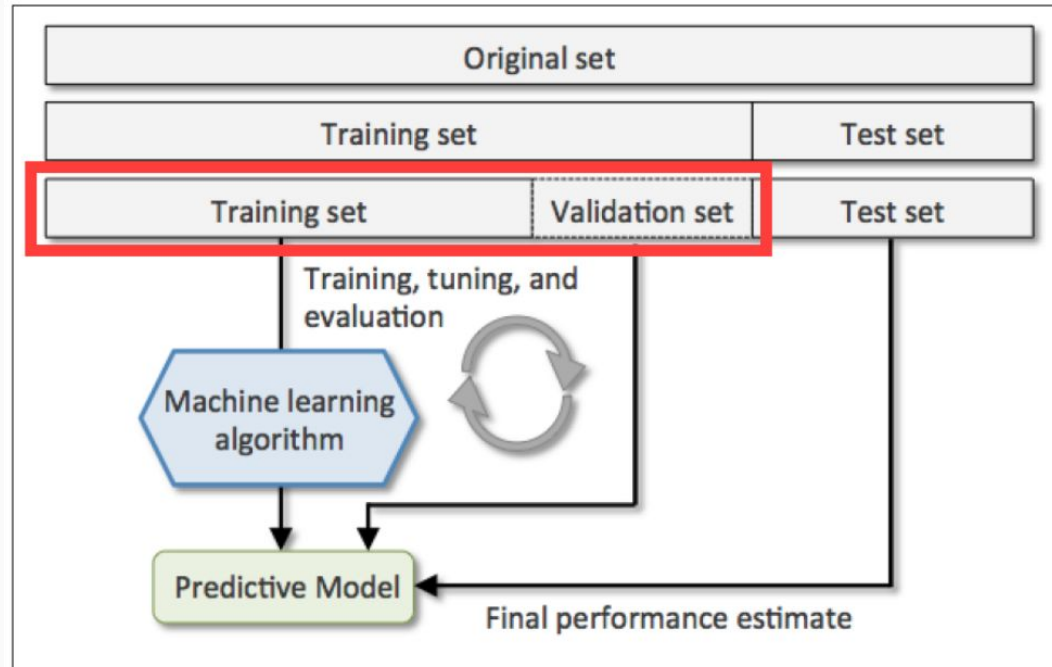 Original set
Training set
Test set
Training set
Validation set
Test set
Training, tuning, and
evaluation
Machine learning
algorithm
Predictive Model
Final performance estimate